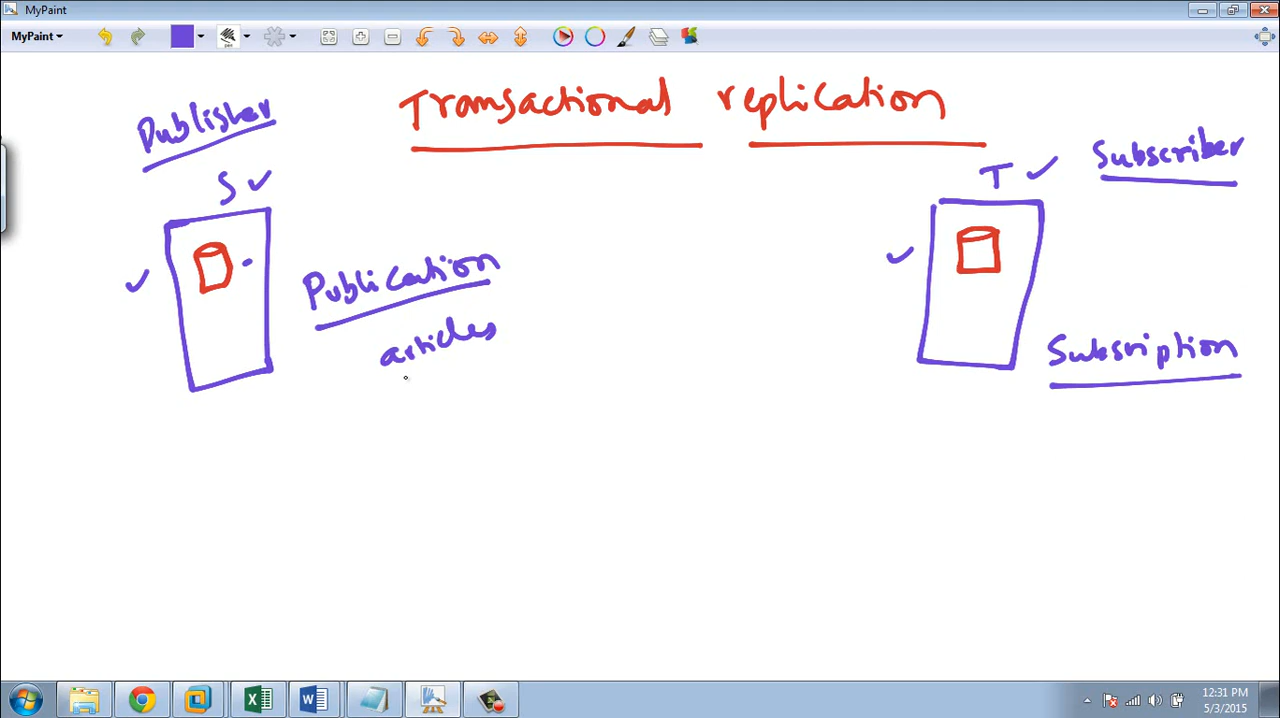 MyPaint
MyPaint
Transactional replication
Publisher
Subscriber
S
T
Publication
articles
Subscription
12:31 PM
5/3/2015